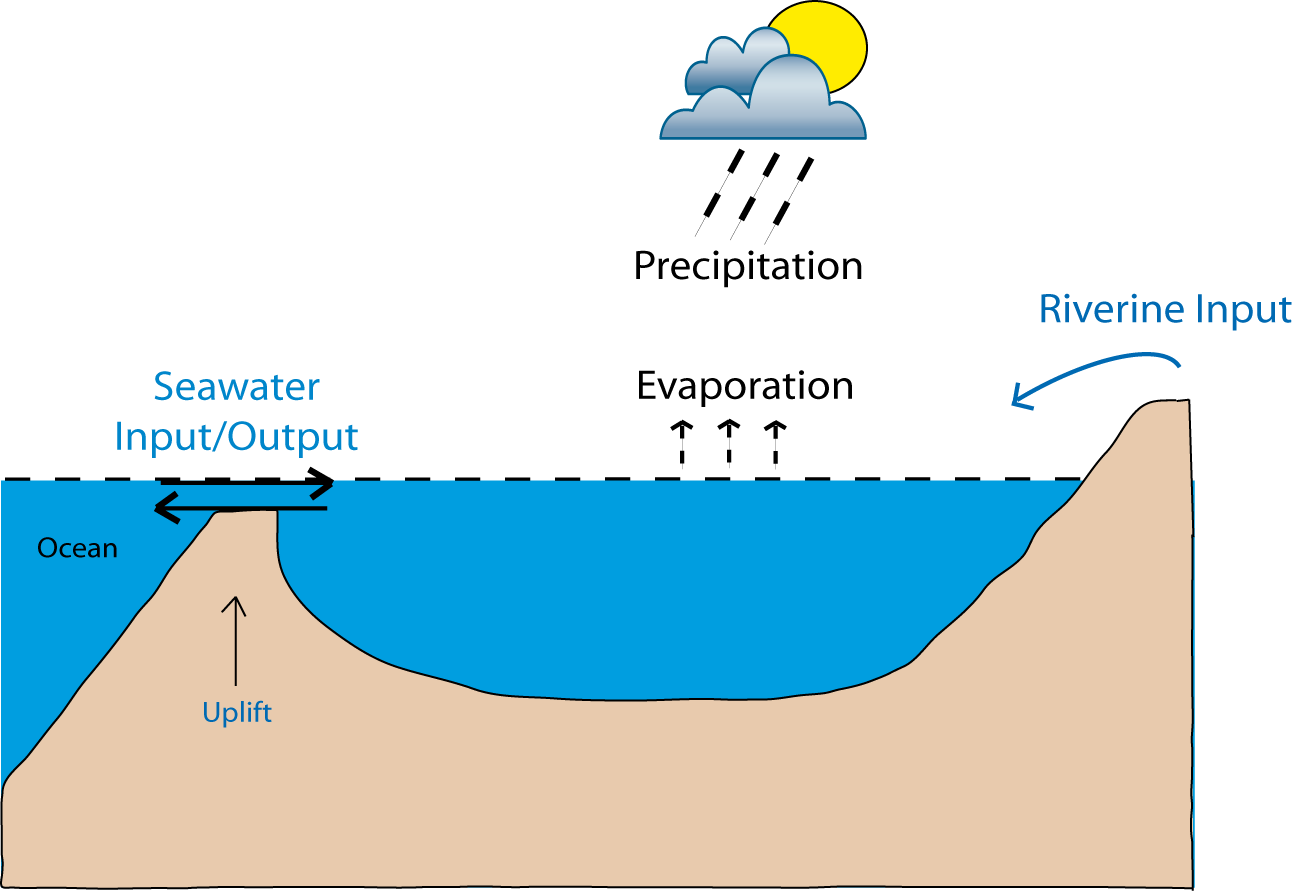 Precipitation
Riverine Input
Seawater
Input/Output
Evaporation
Ocean
Uplift